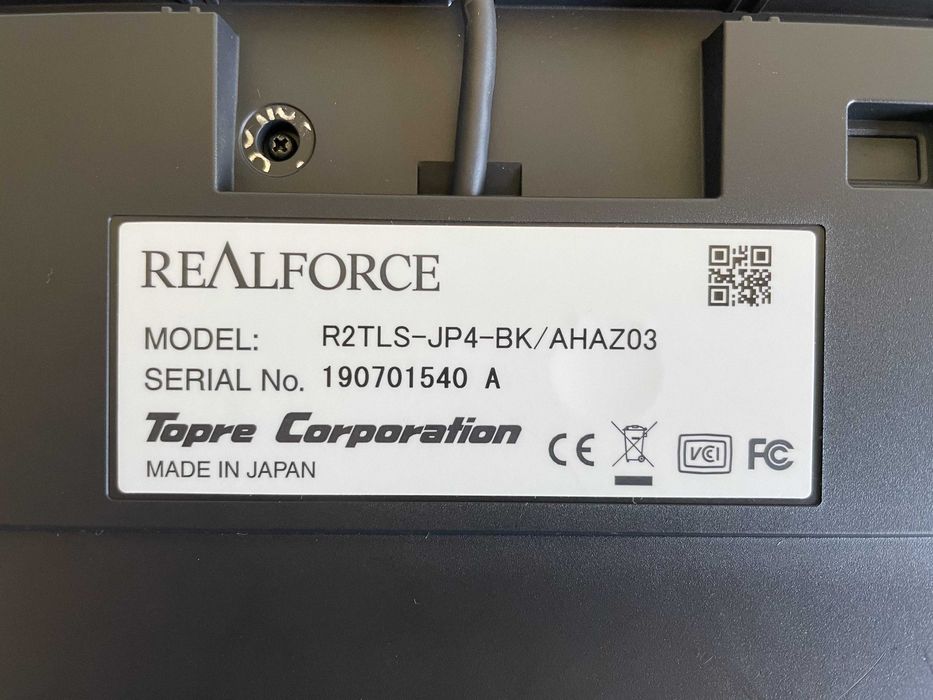 REALFORCE
MODEL: R2TLS-JP4-BK/AHAZ03
SERIAL No. 190701540 A
Topre Corporation
MADE IN JAPAN
CE
VCI
FC